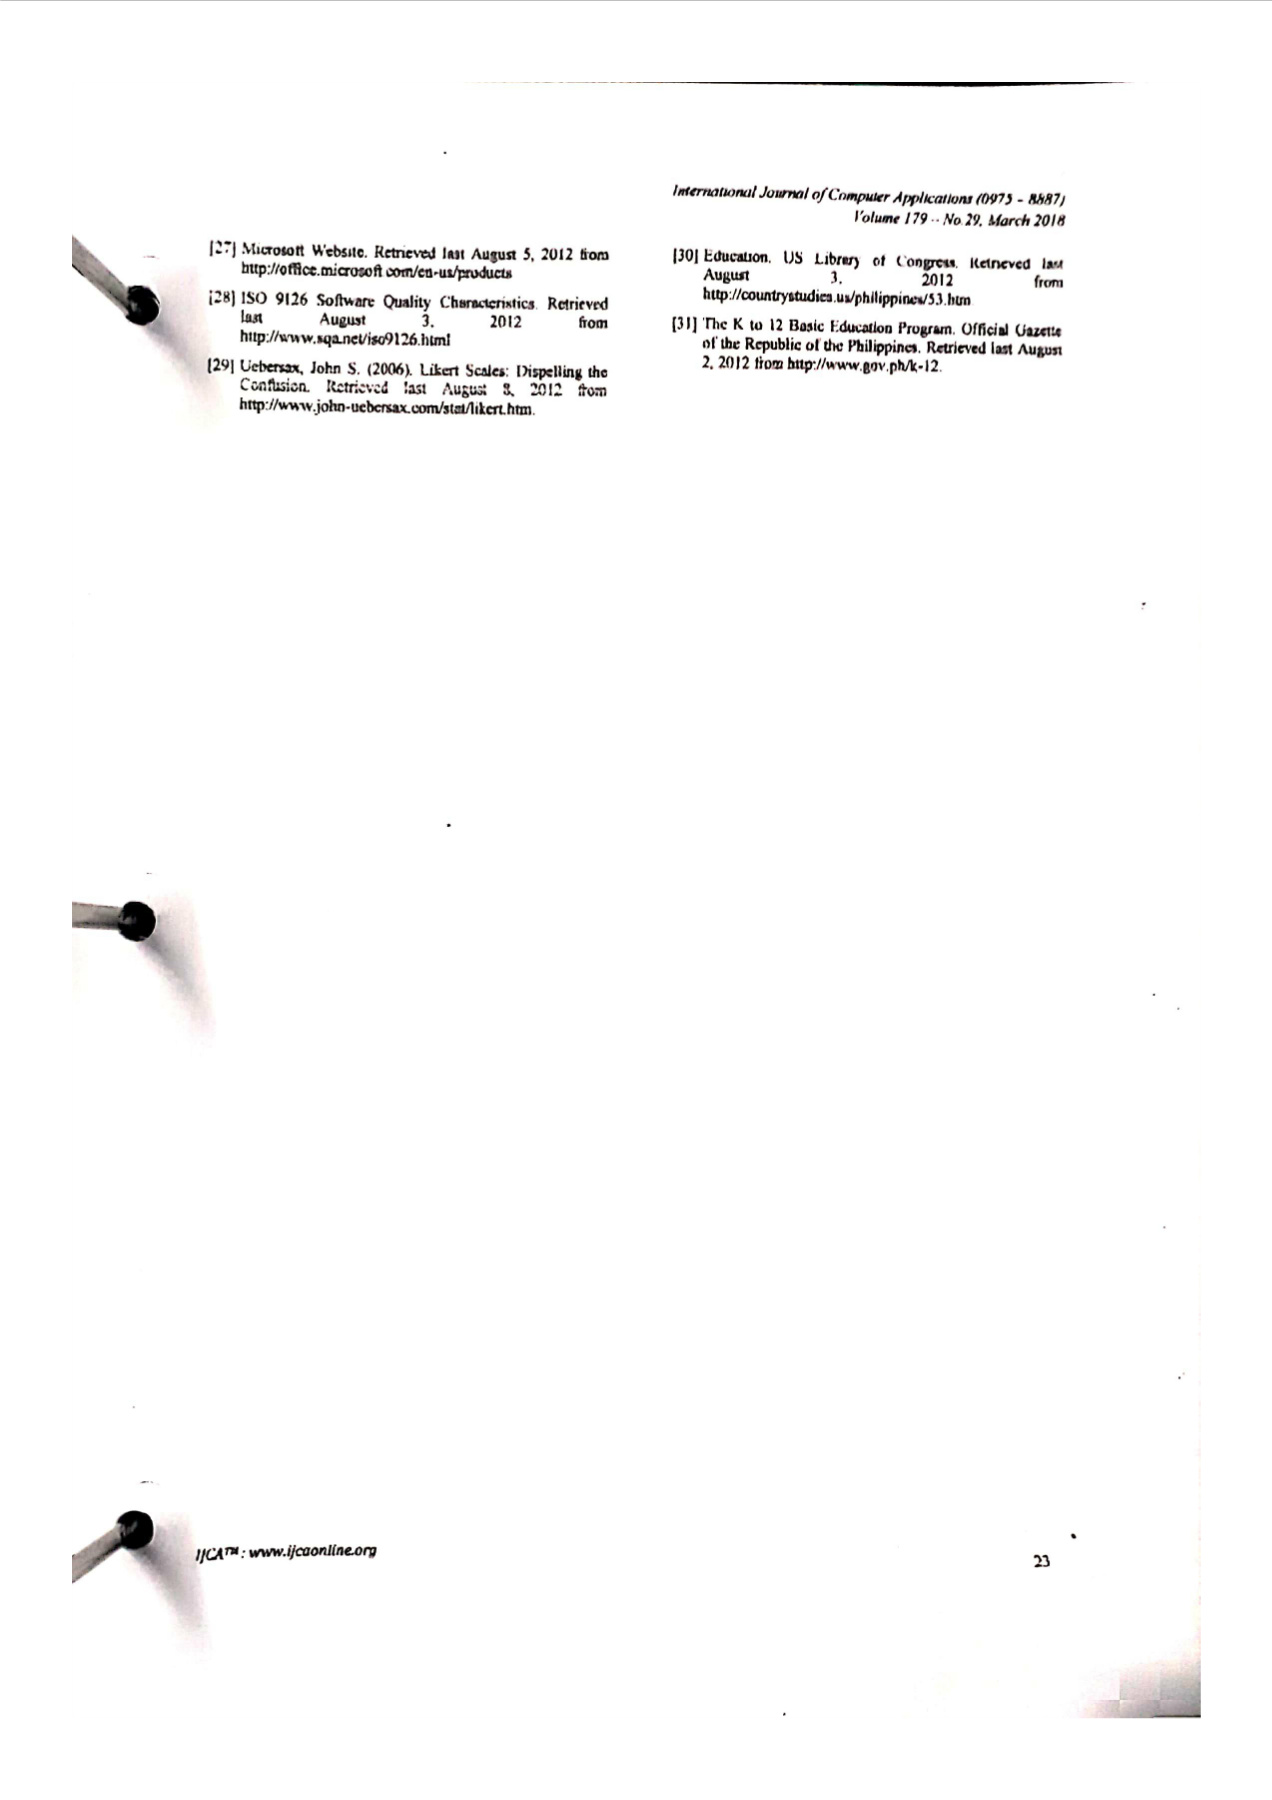 International Journal of Computer Applications (0975 – 8887)
Volume 179 – No.29, March 2018
[27] Microsoft Website. Retrieved last August 5, 2012 from
http://office.microsoft.com/en-us/products
[28] ISO 9126 Software Quality Characteristics. Retrieved
last August 3, 2012 from
http://www.sqa.net/iso9126.html
[29] Uebersax, John S. (2006). Likert Scales: Dispelling the
Confusion. Retrieved last August 8, 2012 from
http://www.john-uebersax.com/stat/likert.htm.
[30] Education. US Library of Congress. Retrieved last
August 3, 2012 from
http://countrystudies.us/philippines/53.htm
[31] The K to 12 Basic Education Program. Official Gazette
of the Republic of the Philippines. Retrieved last August
2, 2012 from http://www.gov.ph/k-12.
IJCA™ : www.ijcaonline.org
23